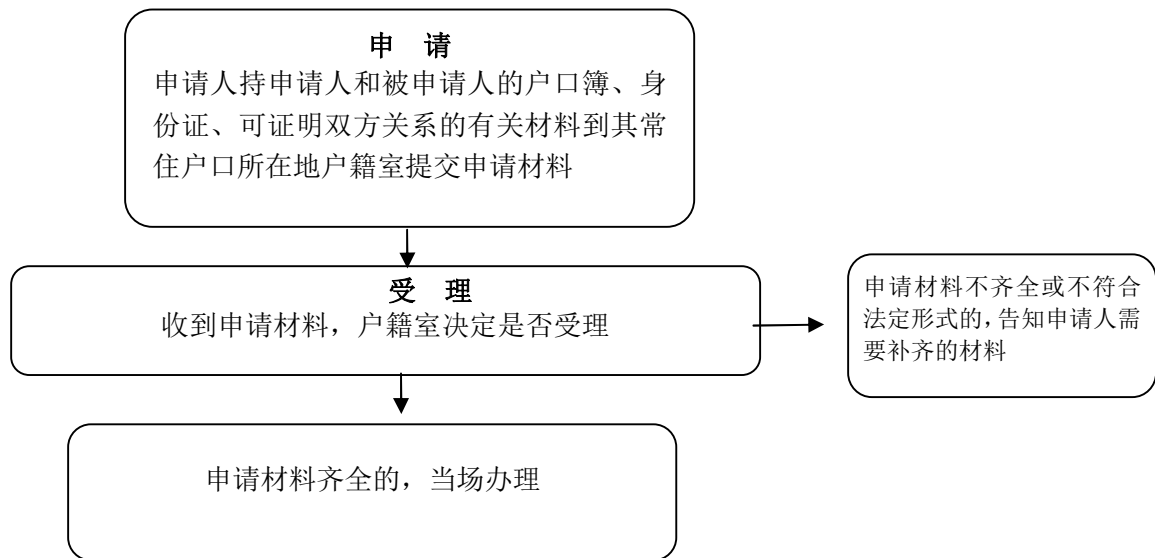 申 请
申请人持申请人和被申请人的户口簿、身
份证、可证明双方关系的有关材料到其常
住户口所在地户籍室提交申请材料
受 理
收到申请材料，户籍室决定是否受理
申请材料不齐全或不符合
法定形式的，告知申请人需
要补齐的材料
申请材料齐全的，当场办理